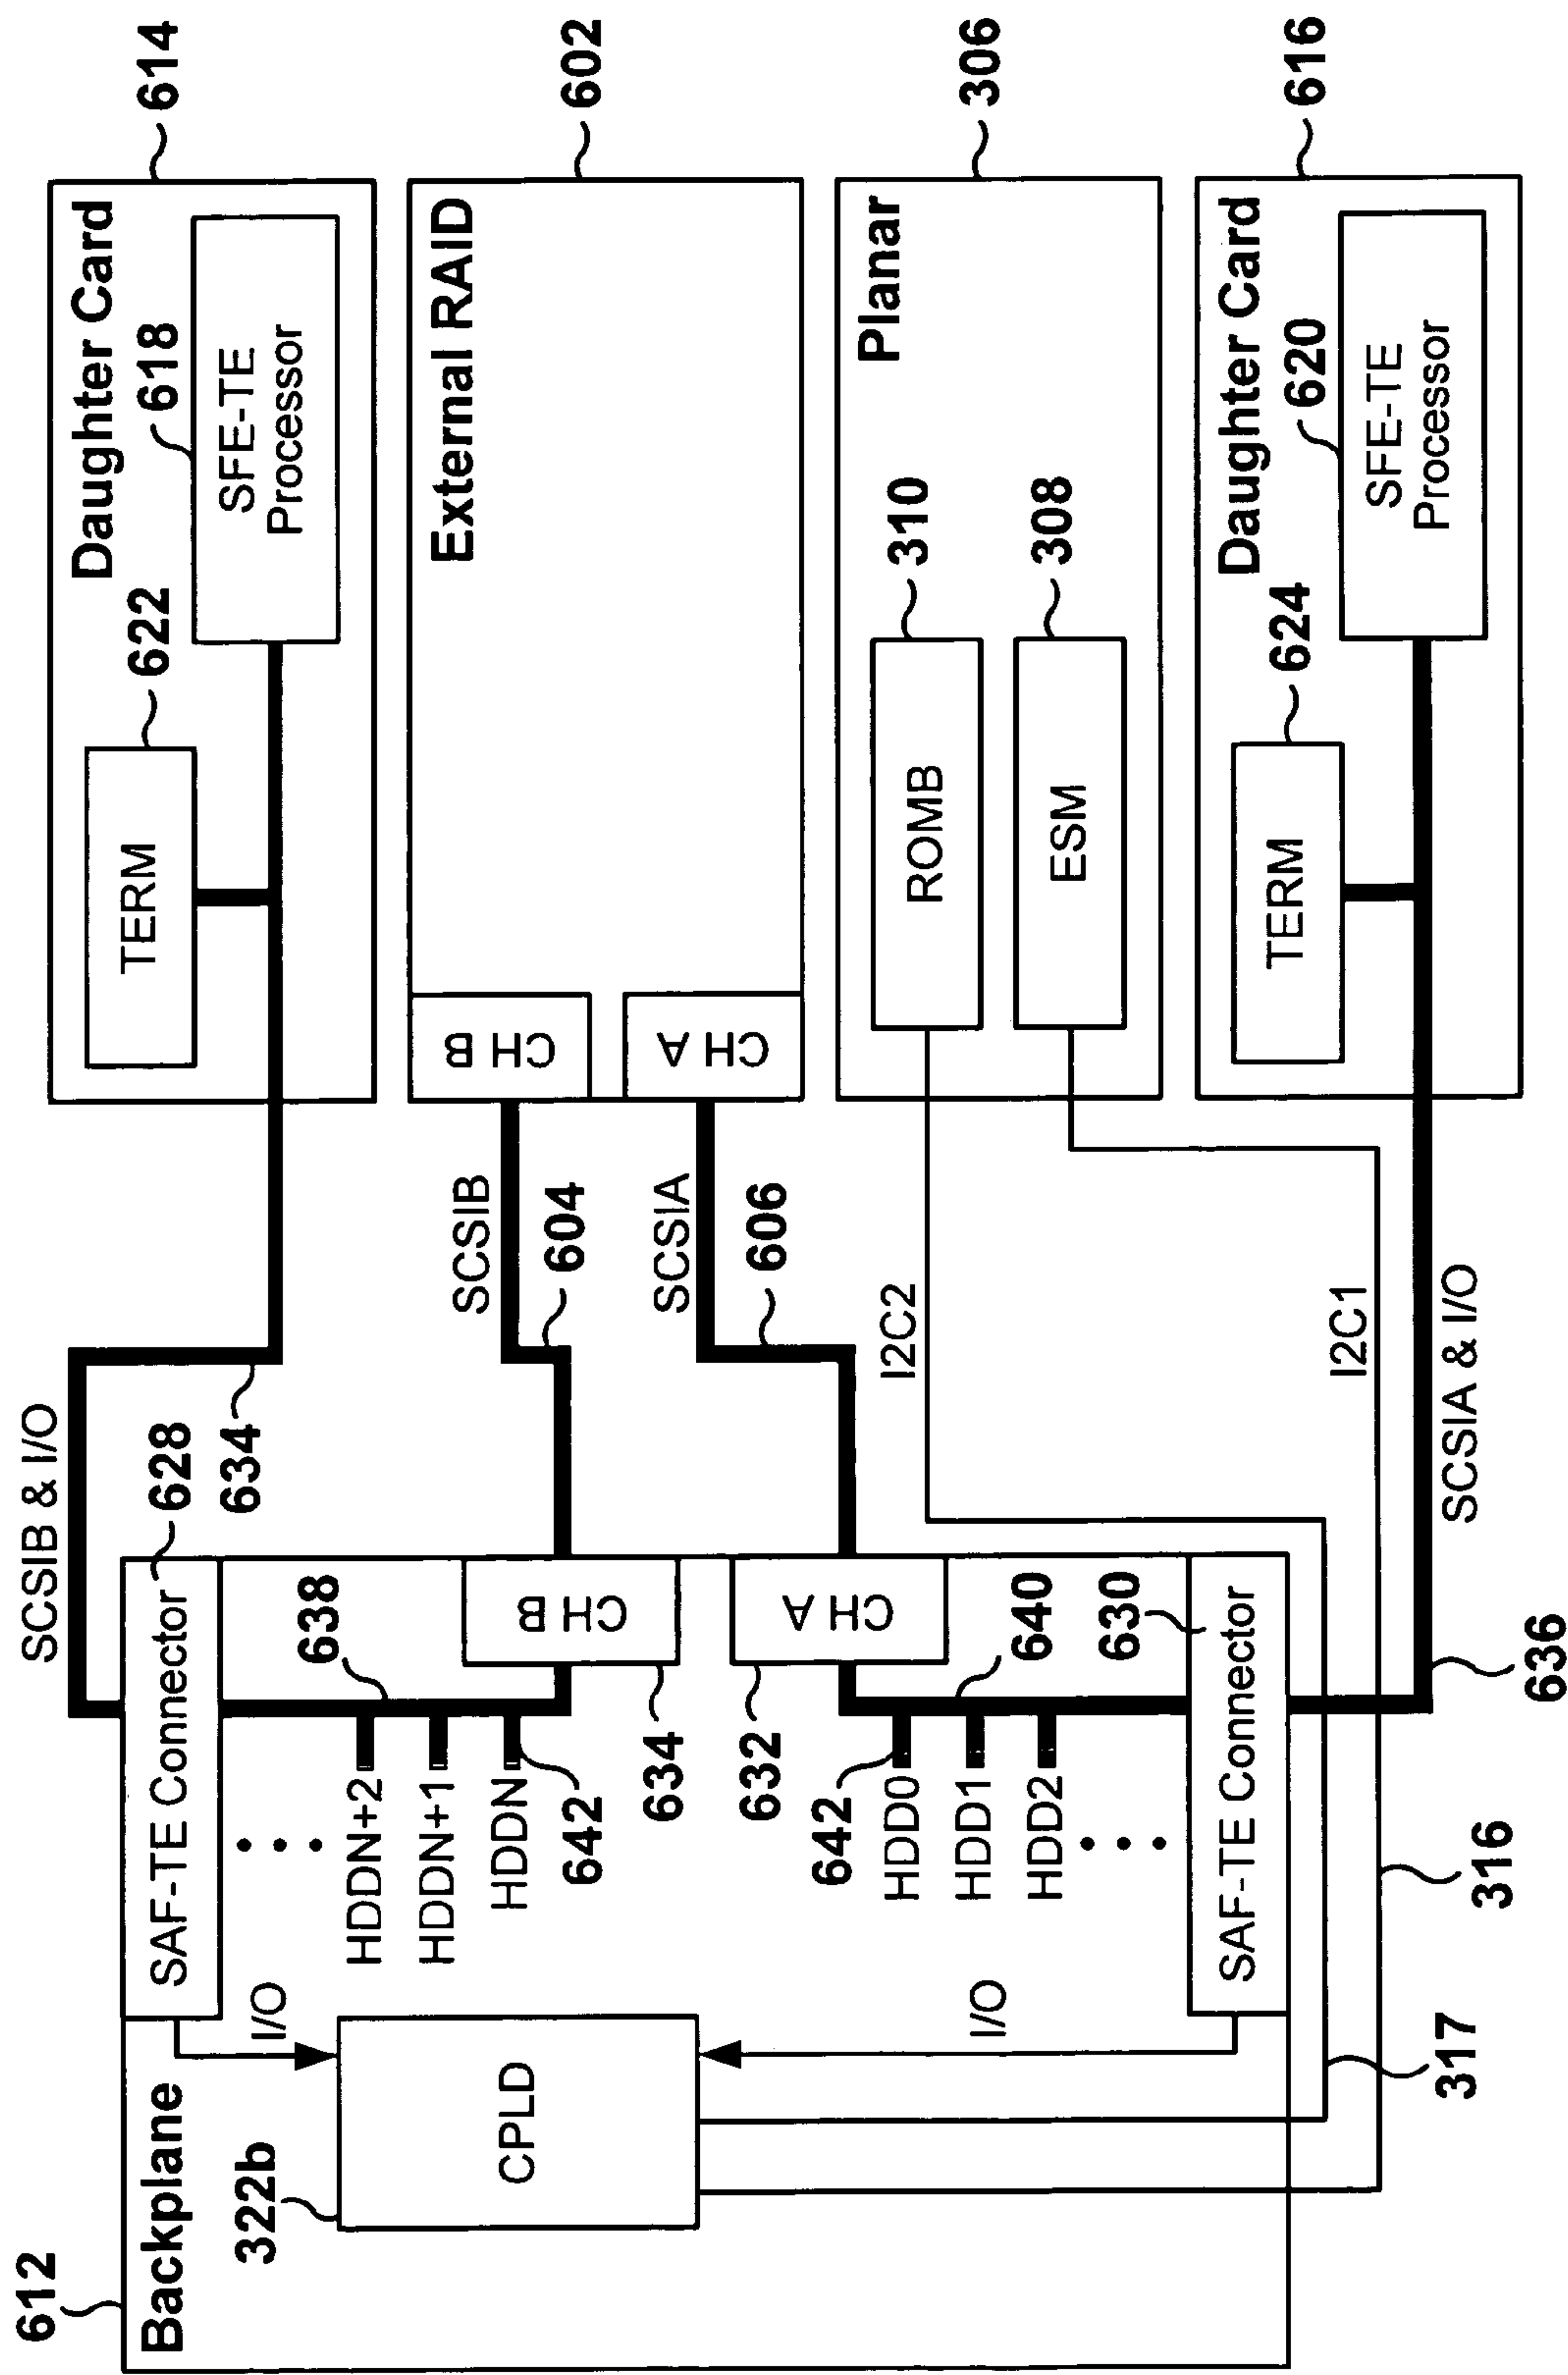 612
Backplane
322b
CPLD
I/O
I/O
SAF-TE Connector
628
SCSIB & I/O
634
638
HDDN+2
HDDN+1
HDDN
642
CH B
634
CH A
632
642
HDD0
HDD1
HDD2
640
630
SAF-TE Connector
317
316
636
SCSIA & I/O
I2C1
I2C2
SCSIB
604
SCSIA
606
Daughter Card
614
TERM
622
618
SFE-TE
Processor
External RAID
602
CH B
CH A
Planar
306
ROMB
310
ESM
308
Daughter Card
616
TERM
624
620
SFE-TE
Processor